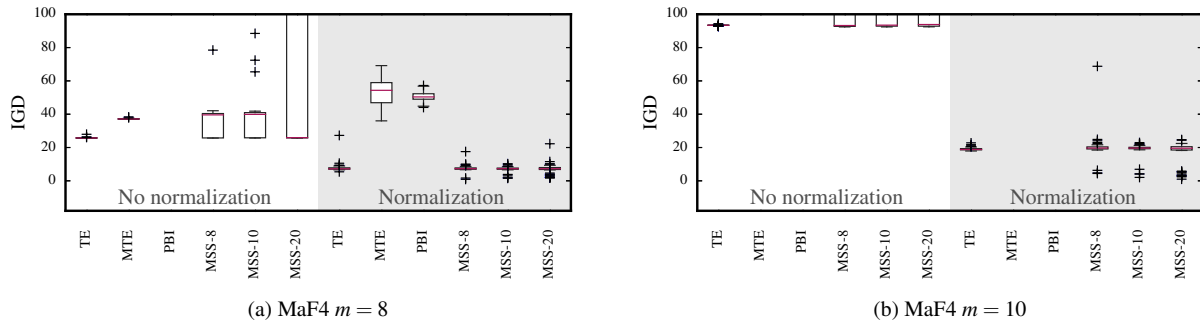 100
80
60
40
20
0
IGD
No normalization
Normalization
TE
MTE
PBI
MSS-8
MSS-10
MSS-20
TE
MTE
PBI
MSS-8
MSS-10
MSS-20
(a) MaF4 m = 8
100
80
60
40
20
0
IGD
No normalization
Normalization
TE
MTE
PBI
MSS-8
MSS-10
MSS-20
TE
MTE
PBI
MSS-8
MSS-10
MSS-20
(b) MaF4 m = 10